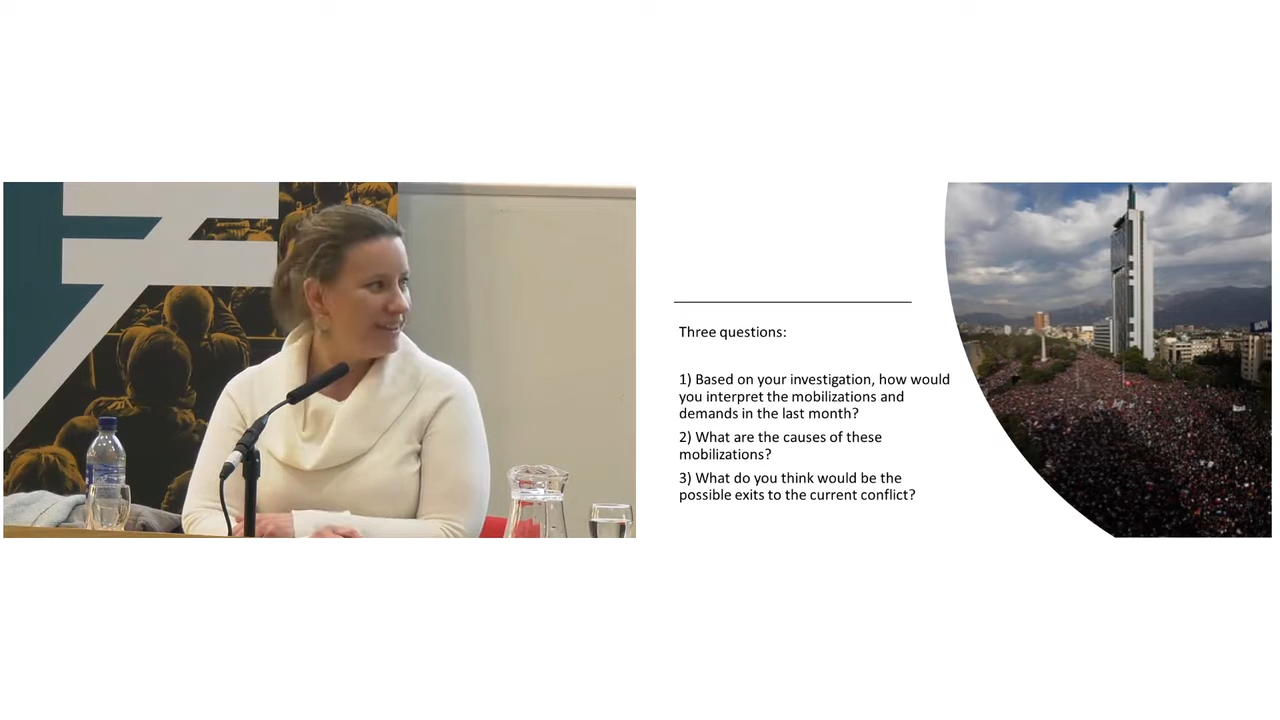 Three questions:
1) Based on your investigation, how would
you interpret the mobilizations and
demands in the last month?
2) What are the causes of these
mobilizations?
3) What do you think would be the
possible exits to the current conflict?